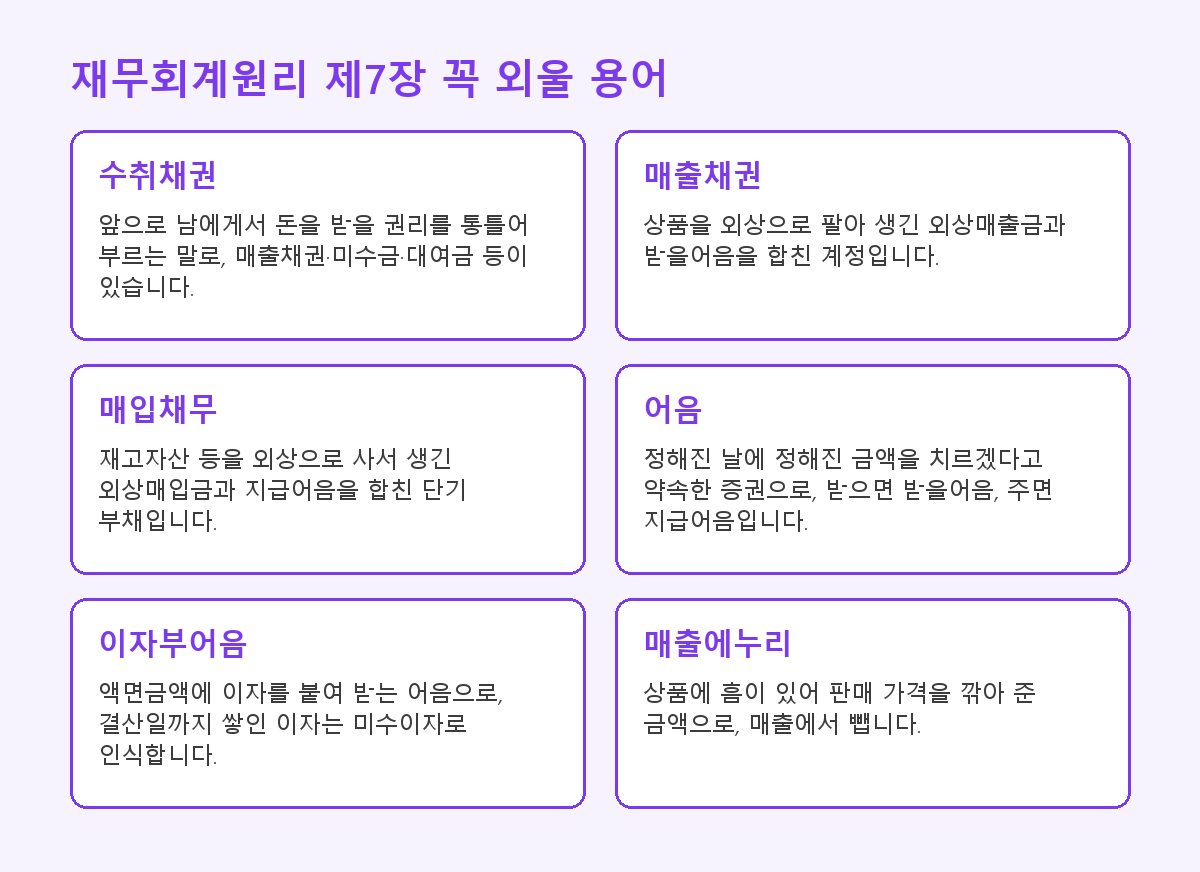 재무회계원리 제7장 꼭 외울 용어
수취채권
앞으로 남에게서 돈을 받을 권리를 통틀어
부르는 말로, 매출채권·미수금·대여금 등이
있습니다.
매출채권
상품을 외상으로 팔아 생긴 외상매출금과
받을어음을 합친 계정입니다.
매입채무
재고자산 등을 외상으로 사서 생긴
외상매입금과 지급어음을 합친 단기
부채입니다.
어음
정해진 날에 정해진 금액을 치르겠다고
약속한 증권으로, 받으면 받을어음, 주면
지급어음입니다.
이자부어음
액면금액에 이자를 붙여 받는 어음으로,
결산일까지 쌓인 이자는 미수이자로
인식합니다.
매출에누리
상품에 흠이 있어 판매 가격을 깎아 준
금액으로, 매출에서 뺍니다.